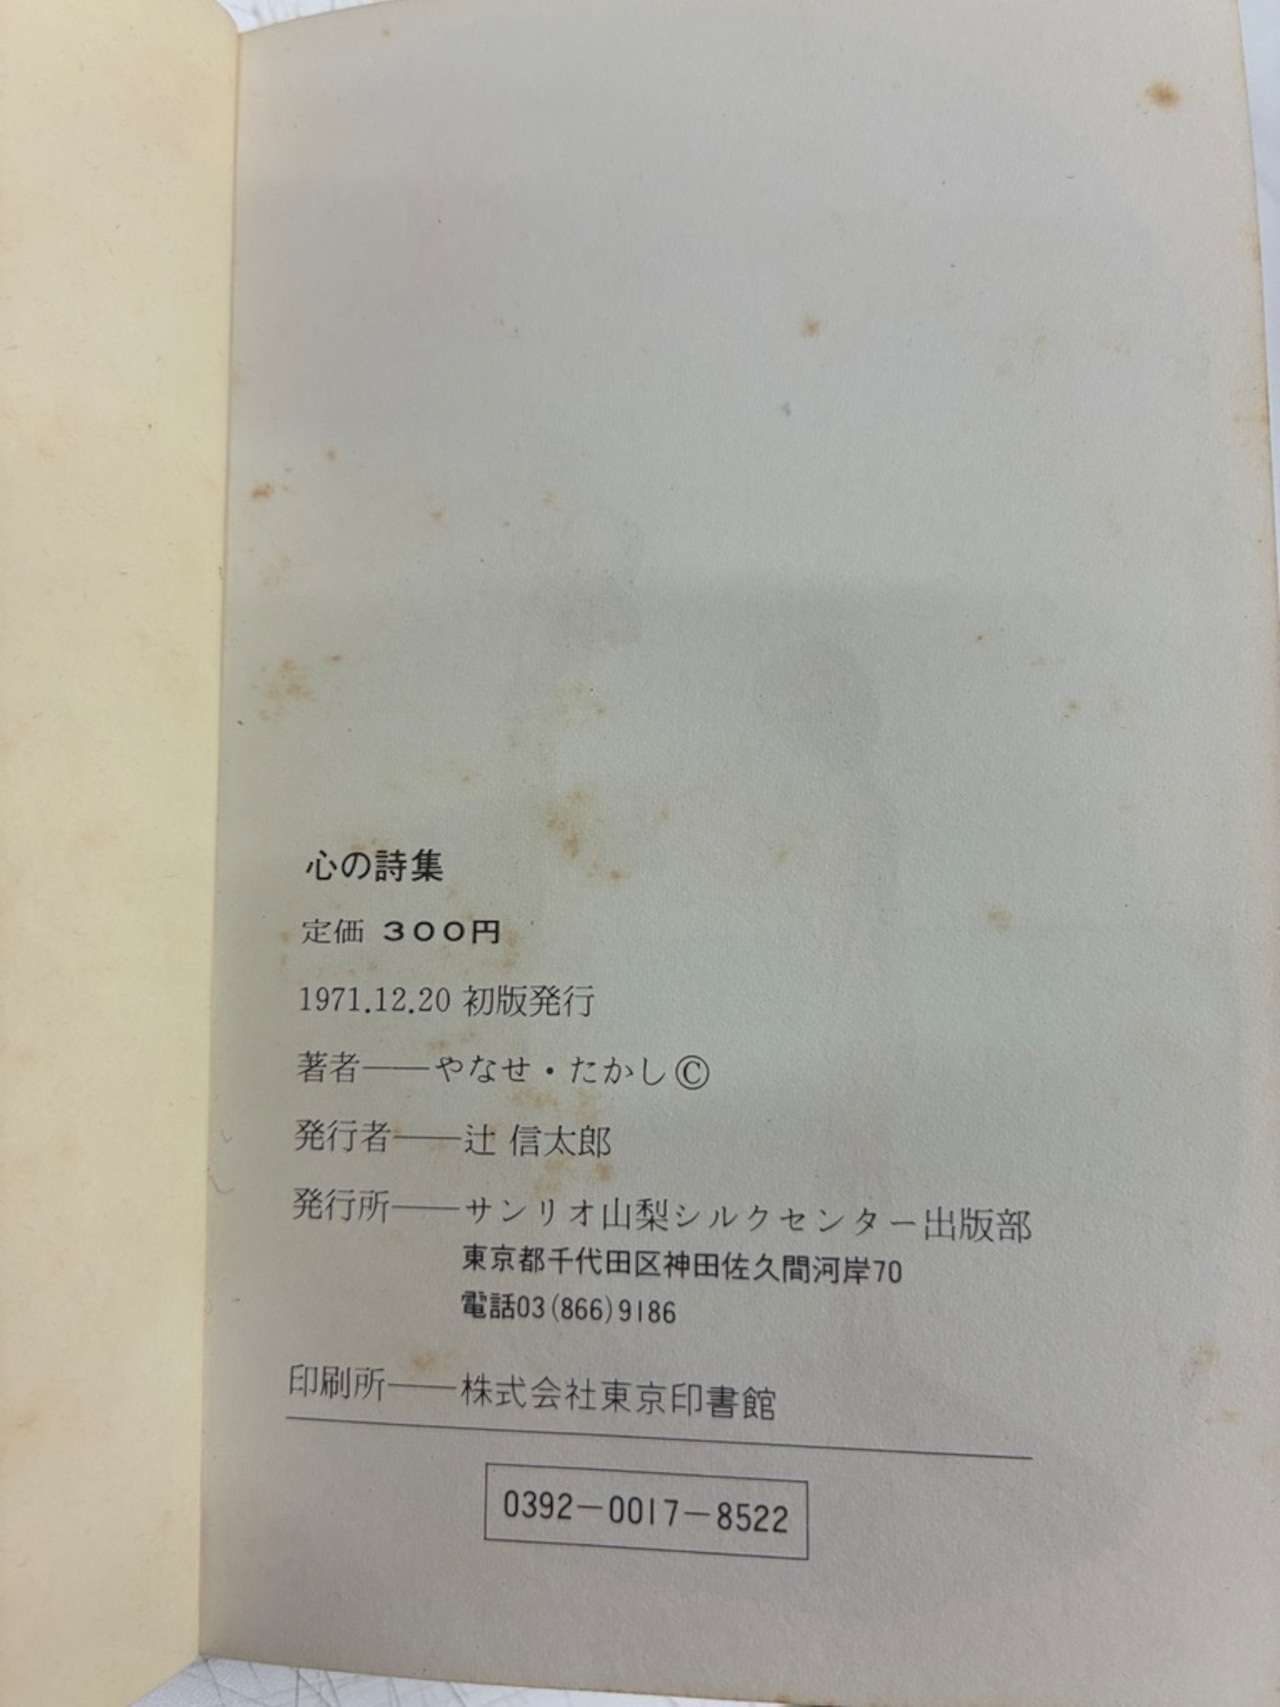 心の詩集
定価 300円
1971.12.20 初版発行
著者──やなせ・たかし©
発行者──辻 信太郎
発行所──サンリオ山梨シルクセンター出版部
東京都千代田区神田佐久間河岸70
電話03(866)9186
印刷所──株式会社東京印書館
0392-0017-8522